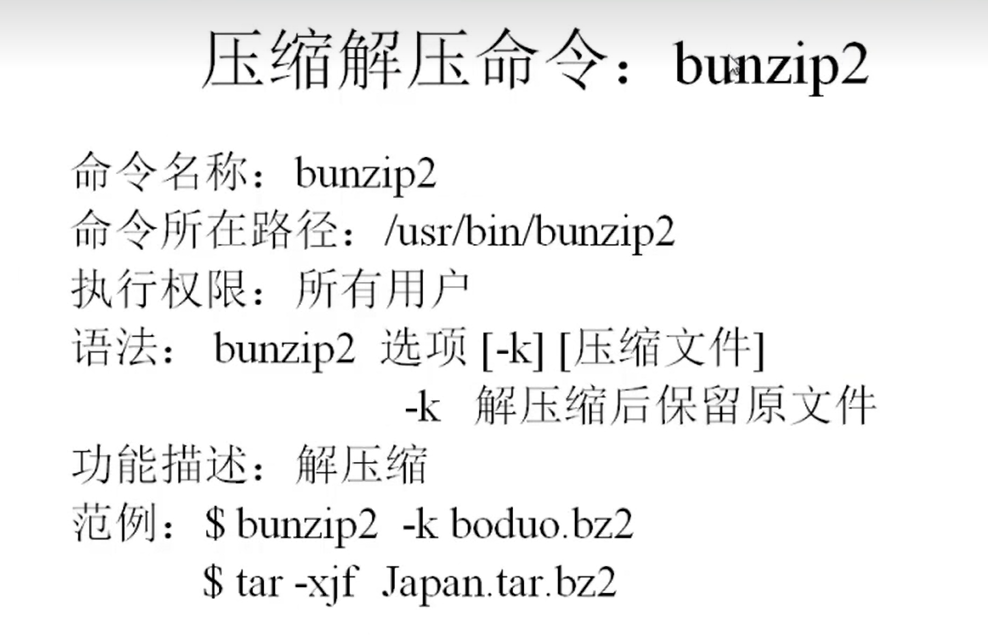 压缩解压命令：bunzip2
命令名称：bunzip2
命令所在路径：/usr/bin/bunzip2
执行权限：所有用户
语法： bunzip2 选项 [-k] [压缩文件]
-k 解压缩后保留原文件
功能描述：解压缩
范例：$ bunzip2 -k boduo.bz2
$ tar -xjf Japan.tar.bz2